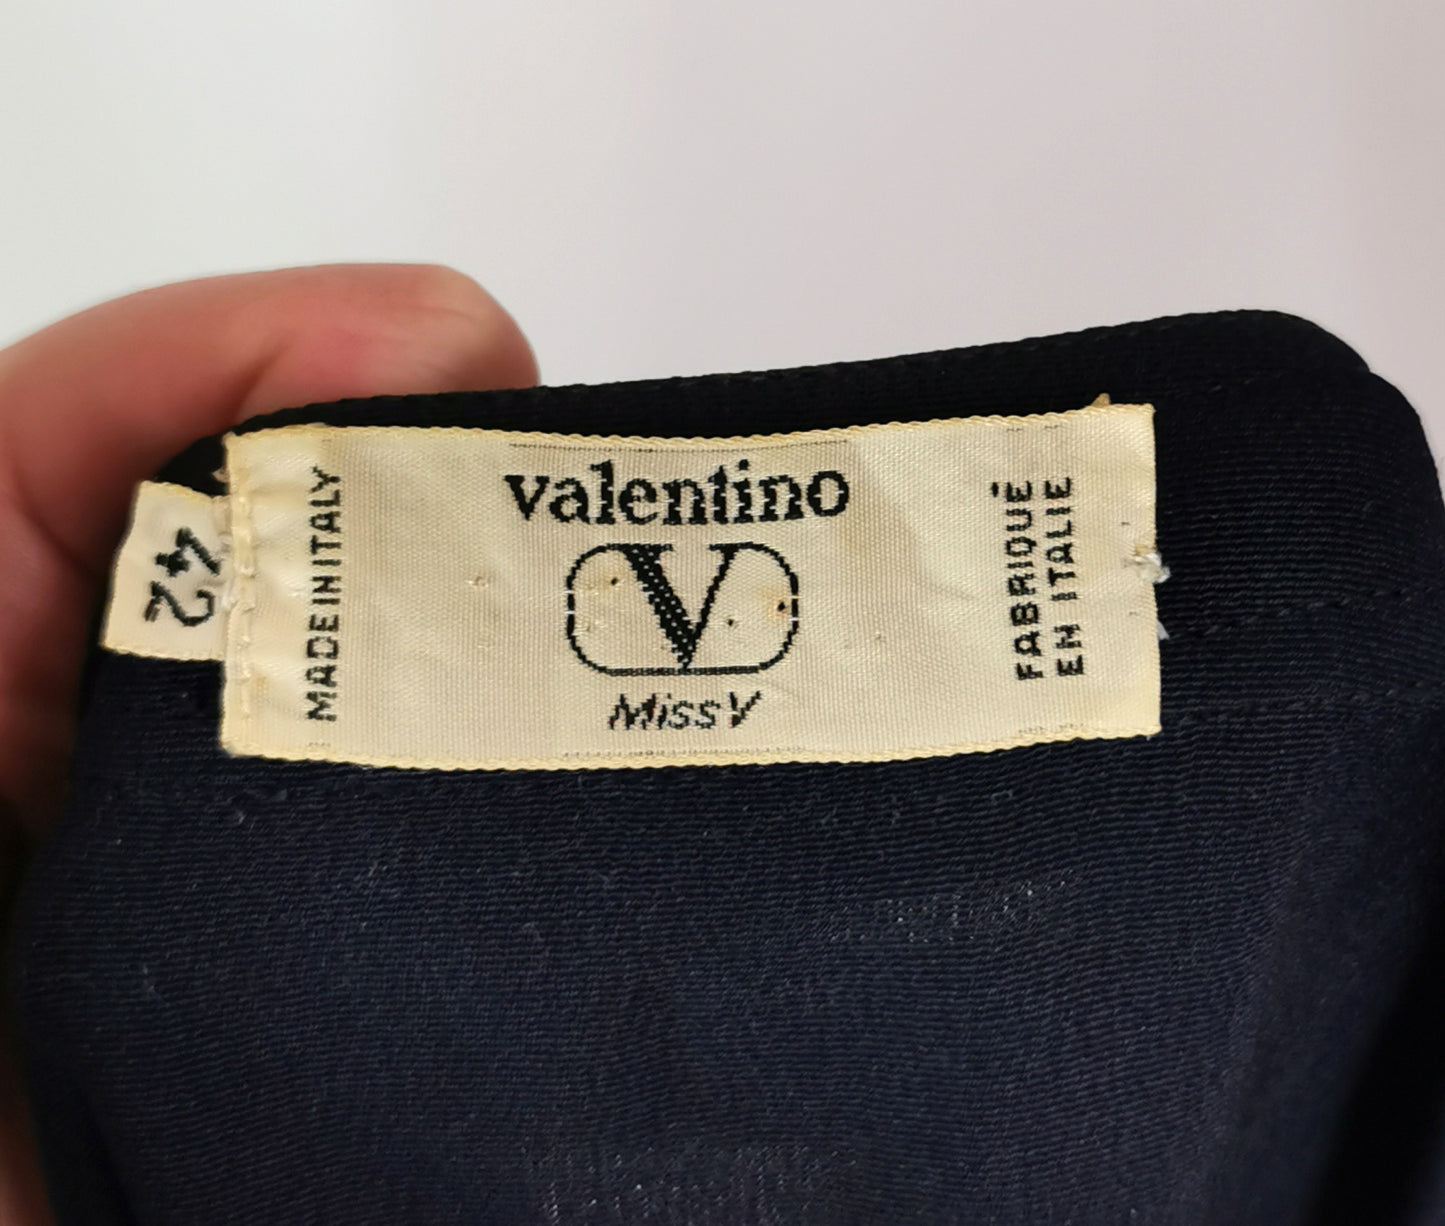 42
MADE IN ITALY
valentino
V
Miss V
FABRIQUÉ
EN ITALIE